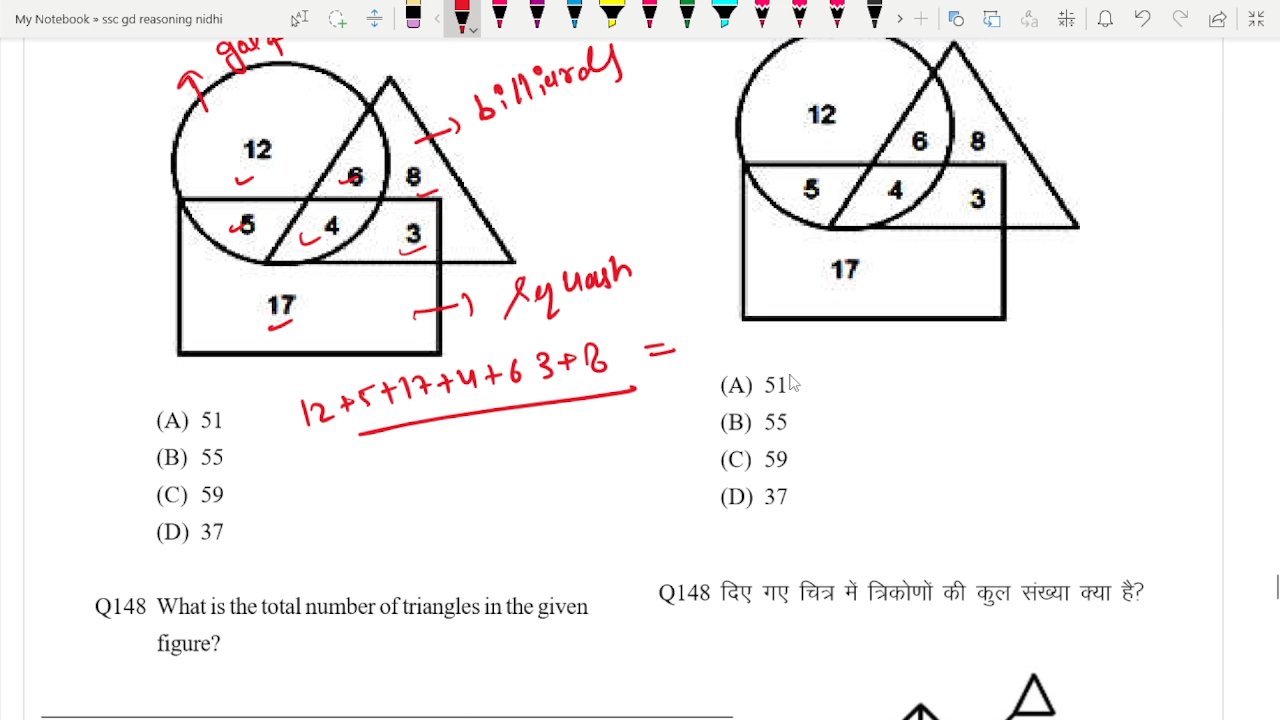 My Notebook » ssc gd reasoning nidhi
billiards
12
6
8
5
4
3
17
squash
12+5+17+4+6 3+8 =
(A) 51
(B) 55
(C) 59
(D) 37
Q148 What is the total number of triangles in the given
figure?
12
6
8
5
4
3
17
(A) 51
(B) 55
(C) 59
(D) 37
Q148 दिए गए चित्र में त्रिकोणों की कुल संख्या क्या है?